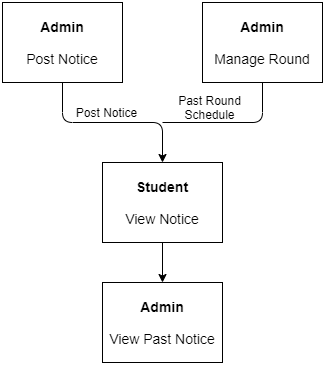 Admin
Post Notice
Admin
Manage Round
Post Notice
Past Round
Schedule
Student
View Notice
Admin
View Past Notice